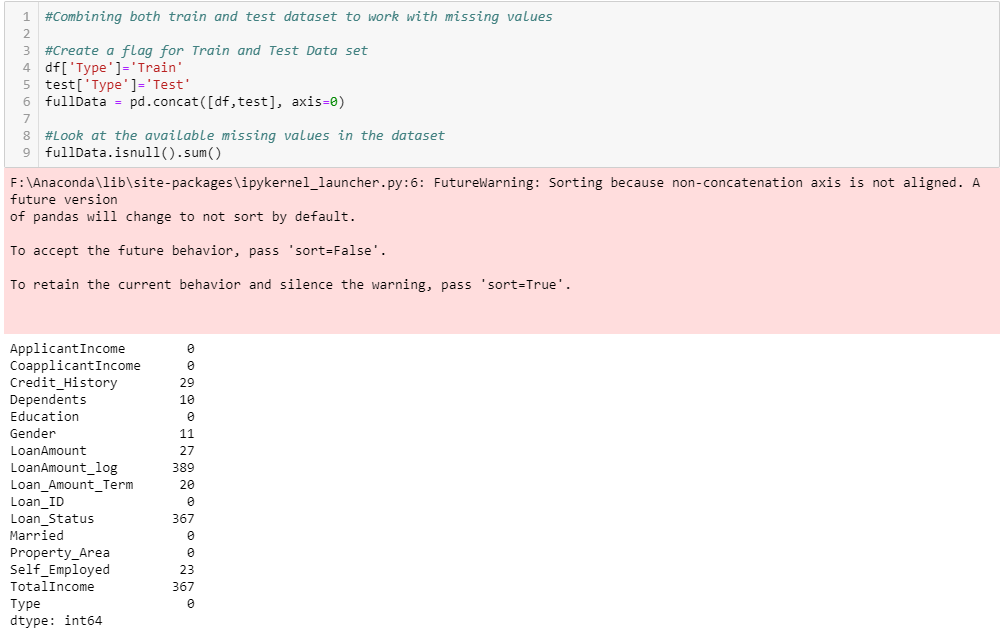 1 #Combining both train and test dataset to work with missing values
2
3 #Create a flag for Train and Test Data set
4 df['Type']='Train'
5 test['Type']='Test'
6 fullData = pd.concat([df,test], axis=0)
7
8 #Look at the available missing values in the dataset
9 fullData.isnull().sum()
F:\Anaconda\lib\site-packages\ipykernel_launcher.py:6: FutureWarning: Sorting because non-concatenation axis is not aligned. A
future version
of pandas will change to not sort by default.
To accept the future behavior, pass 'sort=False'.
To retain the current behavior and silence the warning, pass 'sort=True'.
ApplicantIncome 0
CoapplicantIncome 0
Credit_History 29
Dependents 10
Education 0
Gender 11
LoanAmount 27
LoanAmount_log 389
Loan_Amount_Term 20
Loan_ID 0
Loan_Status 367
Married 0
Property_Area 0
Self_Employed 23
TotalIncome 367
Type 0
dtype: int64